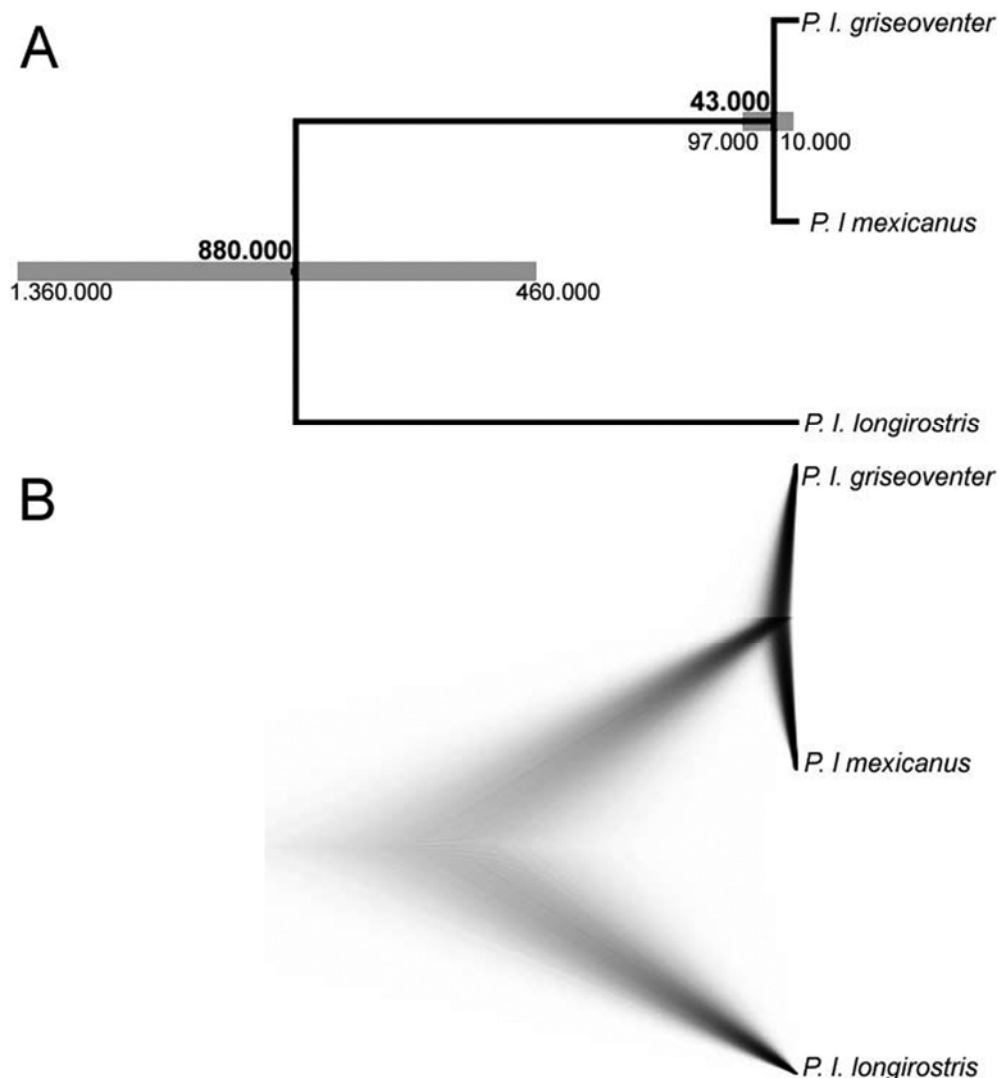 A
P. l. griseoventer
43.000
97.000 10.000
P. l mexicanus
880.000
1.360.000 460.000
P. l. longirostris
B
P. l. griseoventer
P. l mexicanus
P. l. longirostris